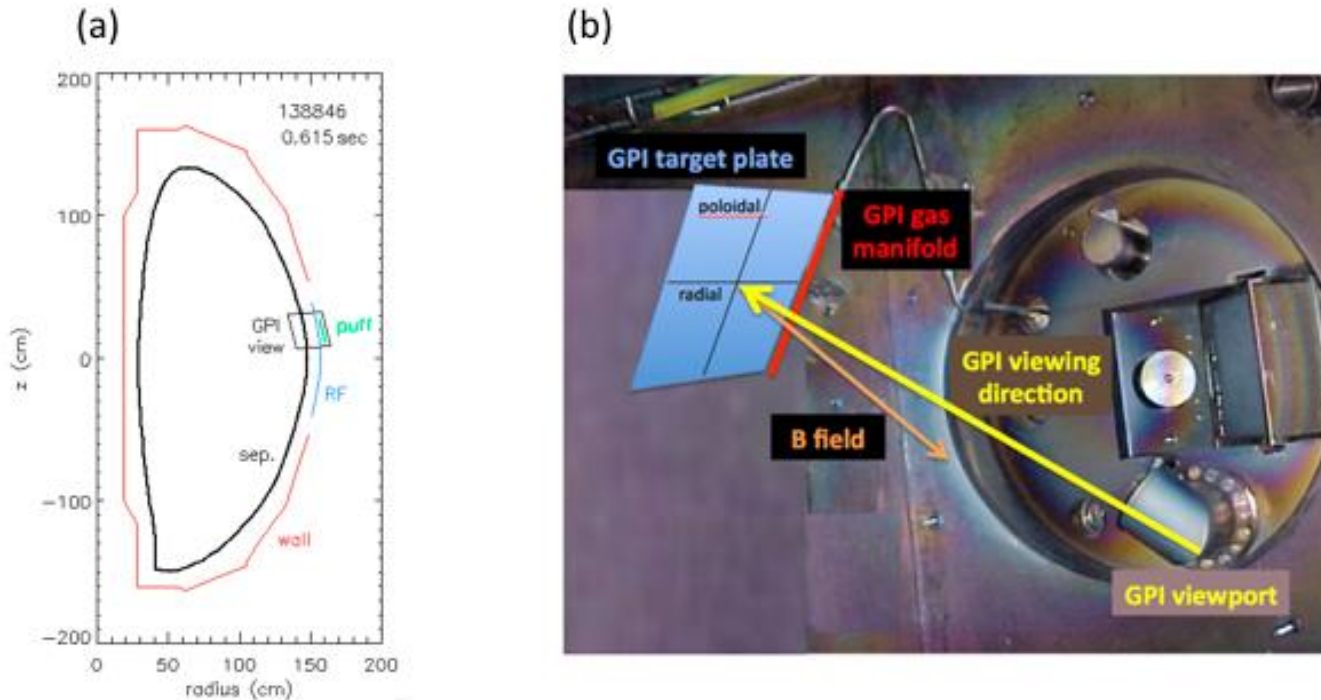 (a)
(b)
200
100
0
−100
−200
z (cm)
138846
0.615 sec
GPI
view
puff
RF
sep.
wall
0
50
100
150
200
radius (cm)
GPI target plate
poloidal
radial
GPI gas
manifold
GPI viewing
direction
B field
GPI viewport